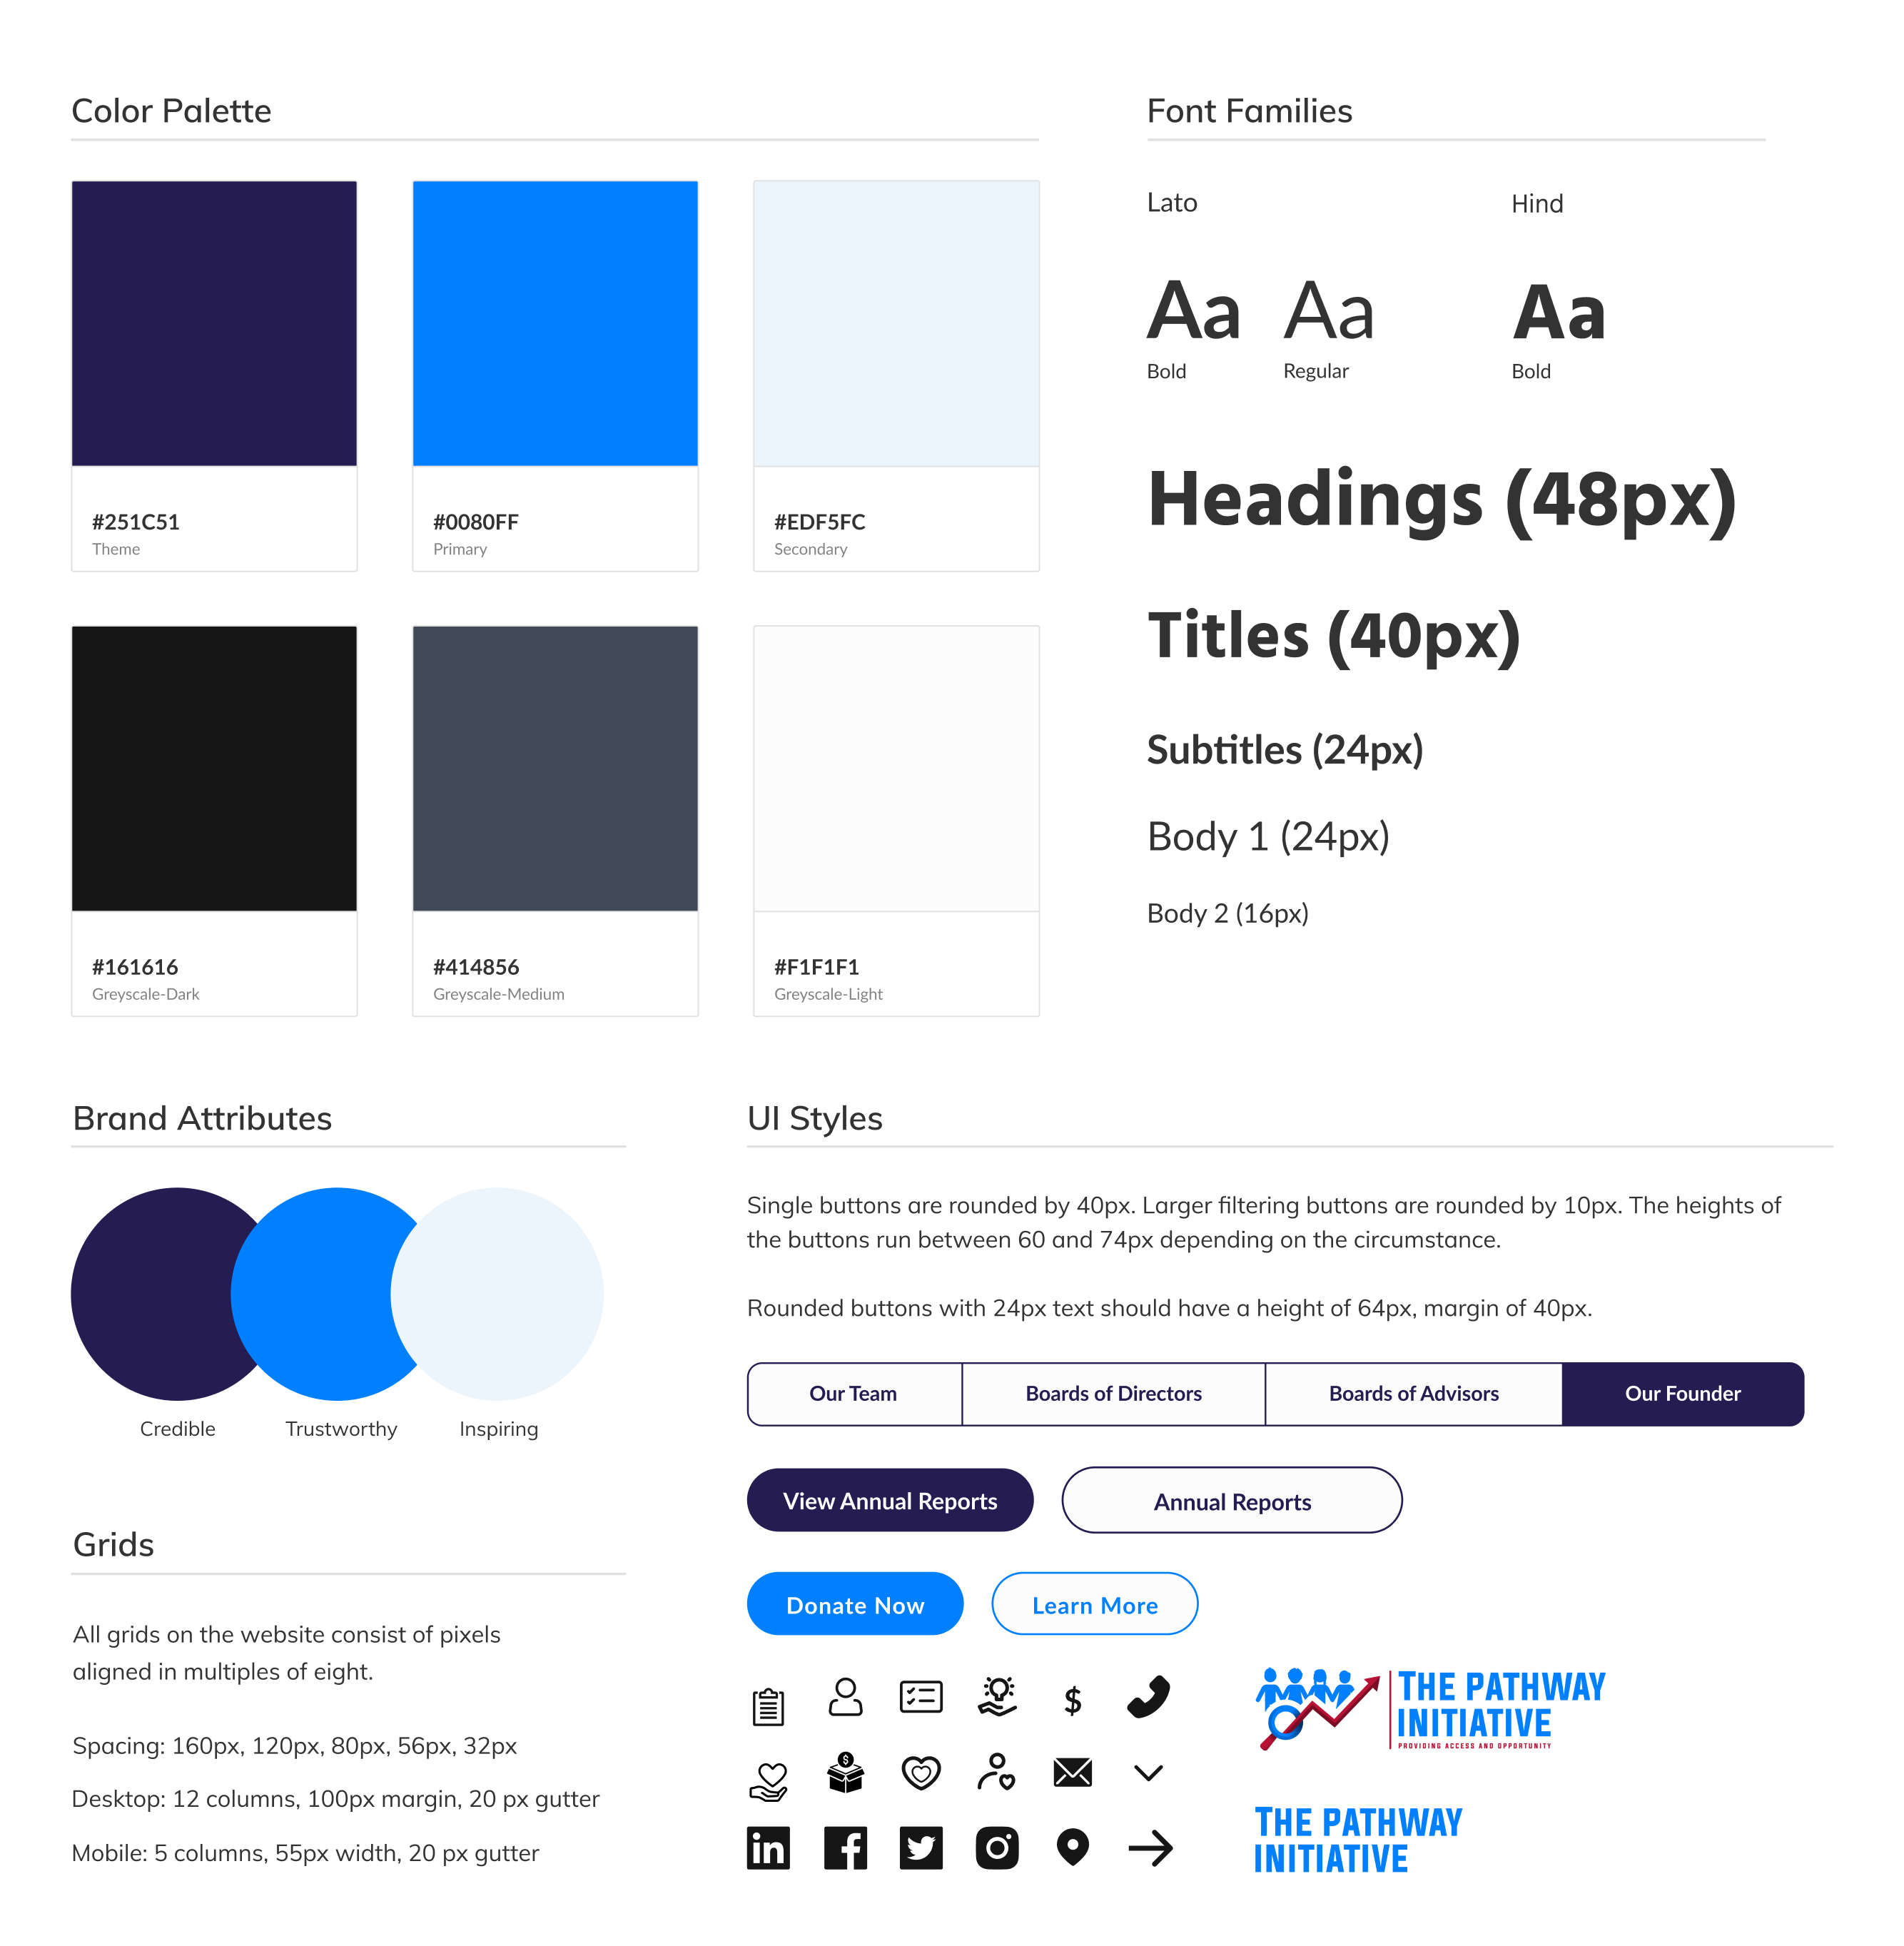 Color Palette
#251C51
Theme
#0080FF
Primary
#EDF5FC
Secondary
#161616
Greyscale-Dark
#414856
Greyscale-Medium
#F1F1F1
Greyscale-Light
Font Families
Lato
Hind
Aa
Aa
Aa
Bold
Regular
Bold
Headings (48px)
Titles (40px)
Subtitles (24px)
Body 1 (24px)
Body 2 (16px)
Brand Attributes
Credible
Trustworthy
Inspiring
Grids
All grids on the website consist of pixels
aligned in multiples of eight.
Spacing: 160px, 120px, 80px, 56px, 32px
Desktop: 12 columns, 100px margin, 20 px gutter
Mobile: 5 columns, 55px width, 20 px gutter
UI Styles
Single buttons are rounded by 40px. Larger filtering buttons are rounded by 10px. The heights of
the buttons run between 60 and 74px depending on the circumstance.
Rounded buttons with 24px text should have a height of 64px, margin of 40px.
Our Team
Boards of Directors
Boards of Advisors
Our Founder
View Annual Reports
Annual Reports
Donate Now
Learn More
$
$
in
f
THE PATHWAY
INITIATIVE
PROVIDING ACCESS AND OPPORTUNITY
THE PATHWAY
INITIATIVE